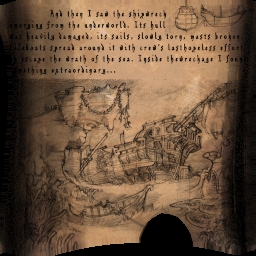 And then I saw the shipwreck
emerging from the underworld. Its hull
was heavily damaged, its sails, slowly torn, masts broken,
lifeboats spread around it with crew's lasthopeless effort
to escape the wrath of the sea. Inside thewreckage I found
something extraordinary...